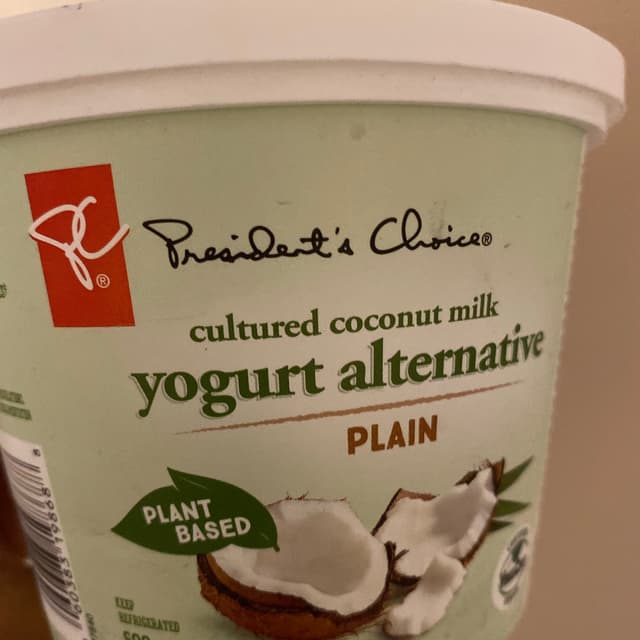 PC®
President's Choice®
cultured coconut milk
yogurt alternative
PLAIN
PLANT
BASED
KEEP
REFRIGERATED